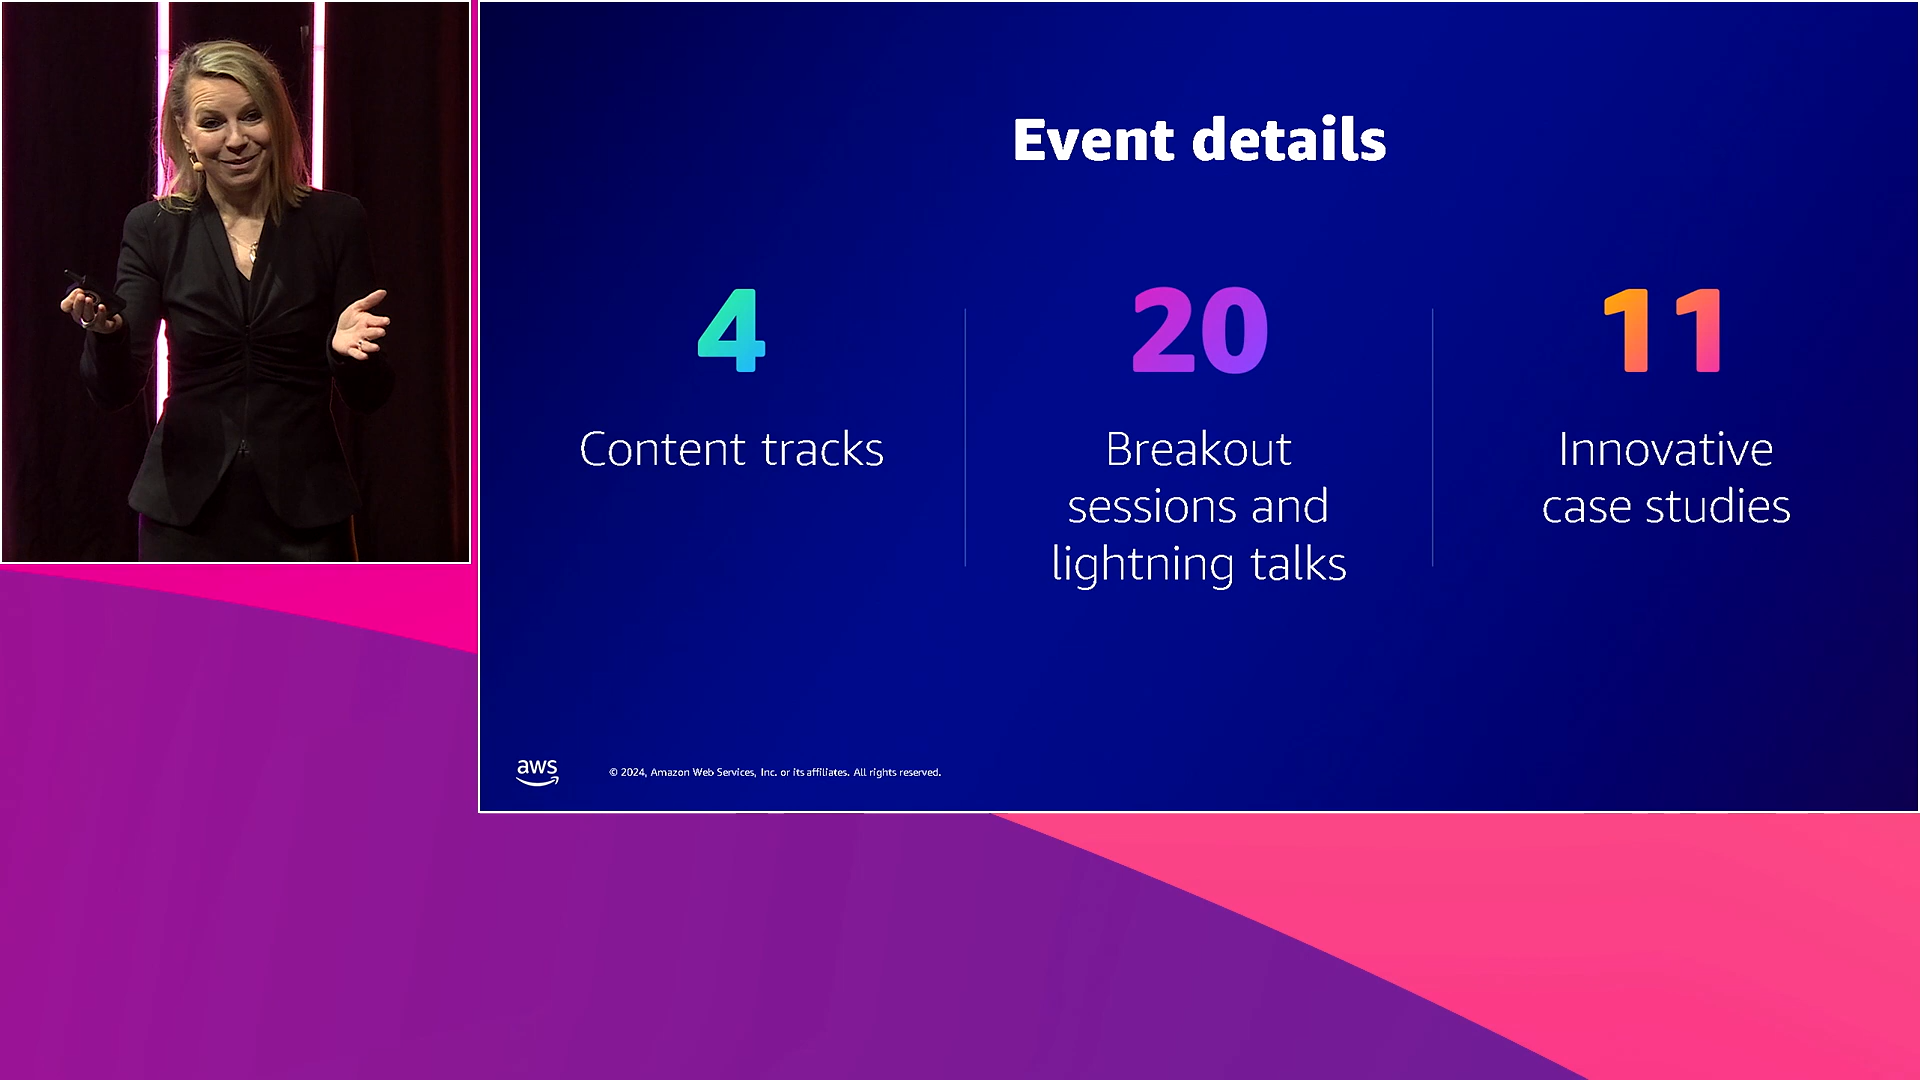 Event details
4
Content tracks
20
Breakout
sessions and
lightning talks
11
Innovative
case studies
aws
© 2024, Amazon Web Services, Inc. or its affiliates. All rights reserved.